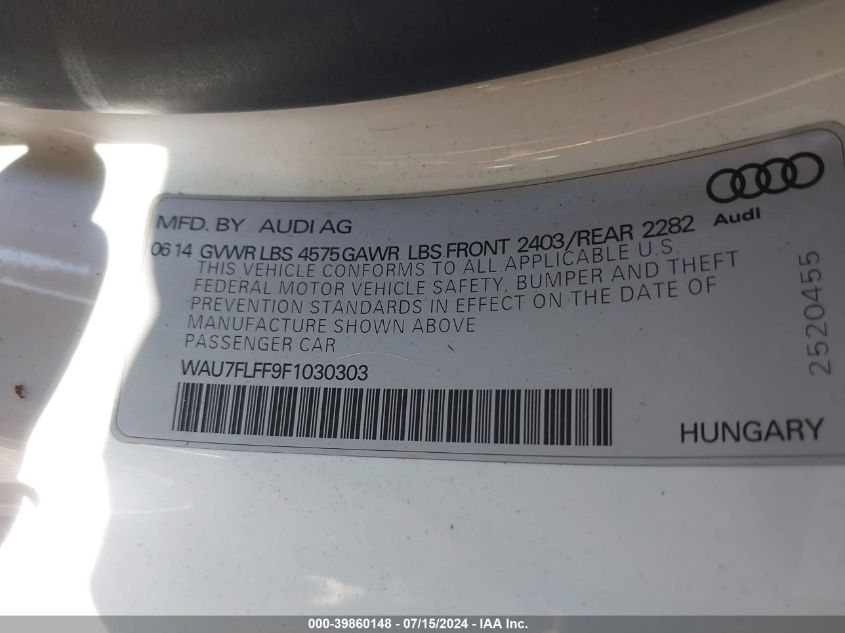 Audi
MFD. BY AUDI AG
06 14 GVWR LBS 4575 GAWR LBS FRONT 2403/REAR 2282
THIS VEHICLE CONFORMS TO ALL APPLICABLE U.S.
FEDERAL MOTOR VEHICLE SAFETY, BUMPER AND THEFT
PREVENTION STANDARDS IN EFFECT ON THE DATE OF
MANUFACTURE SHOWN ABOVE
PASSENGER CAR
WAU7FLFF9F1030303
HUNGARY
2520455
000-39860148 - 07/15/2024 - IAA Inc.